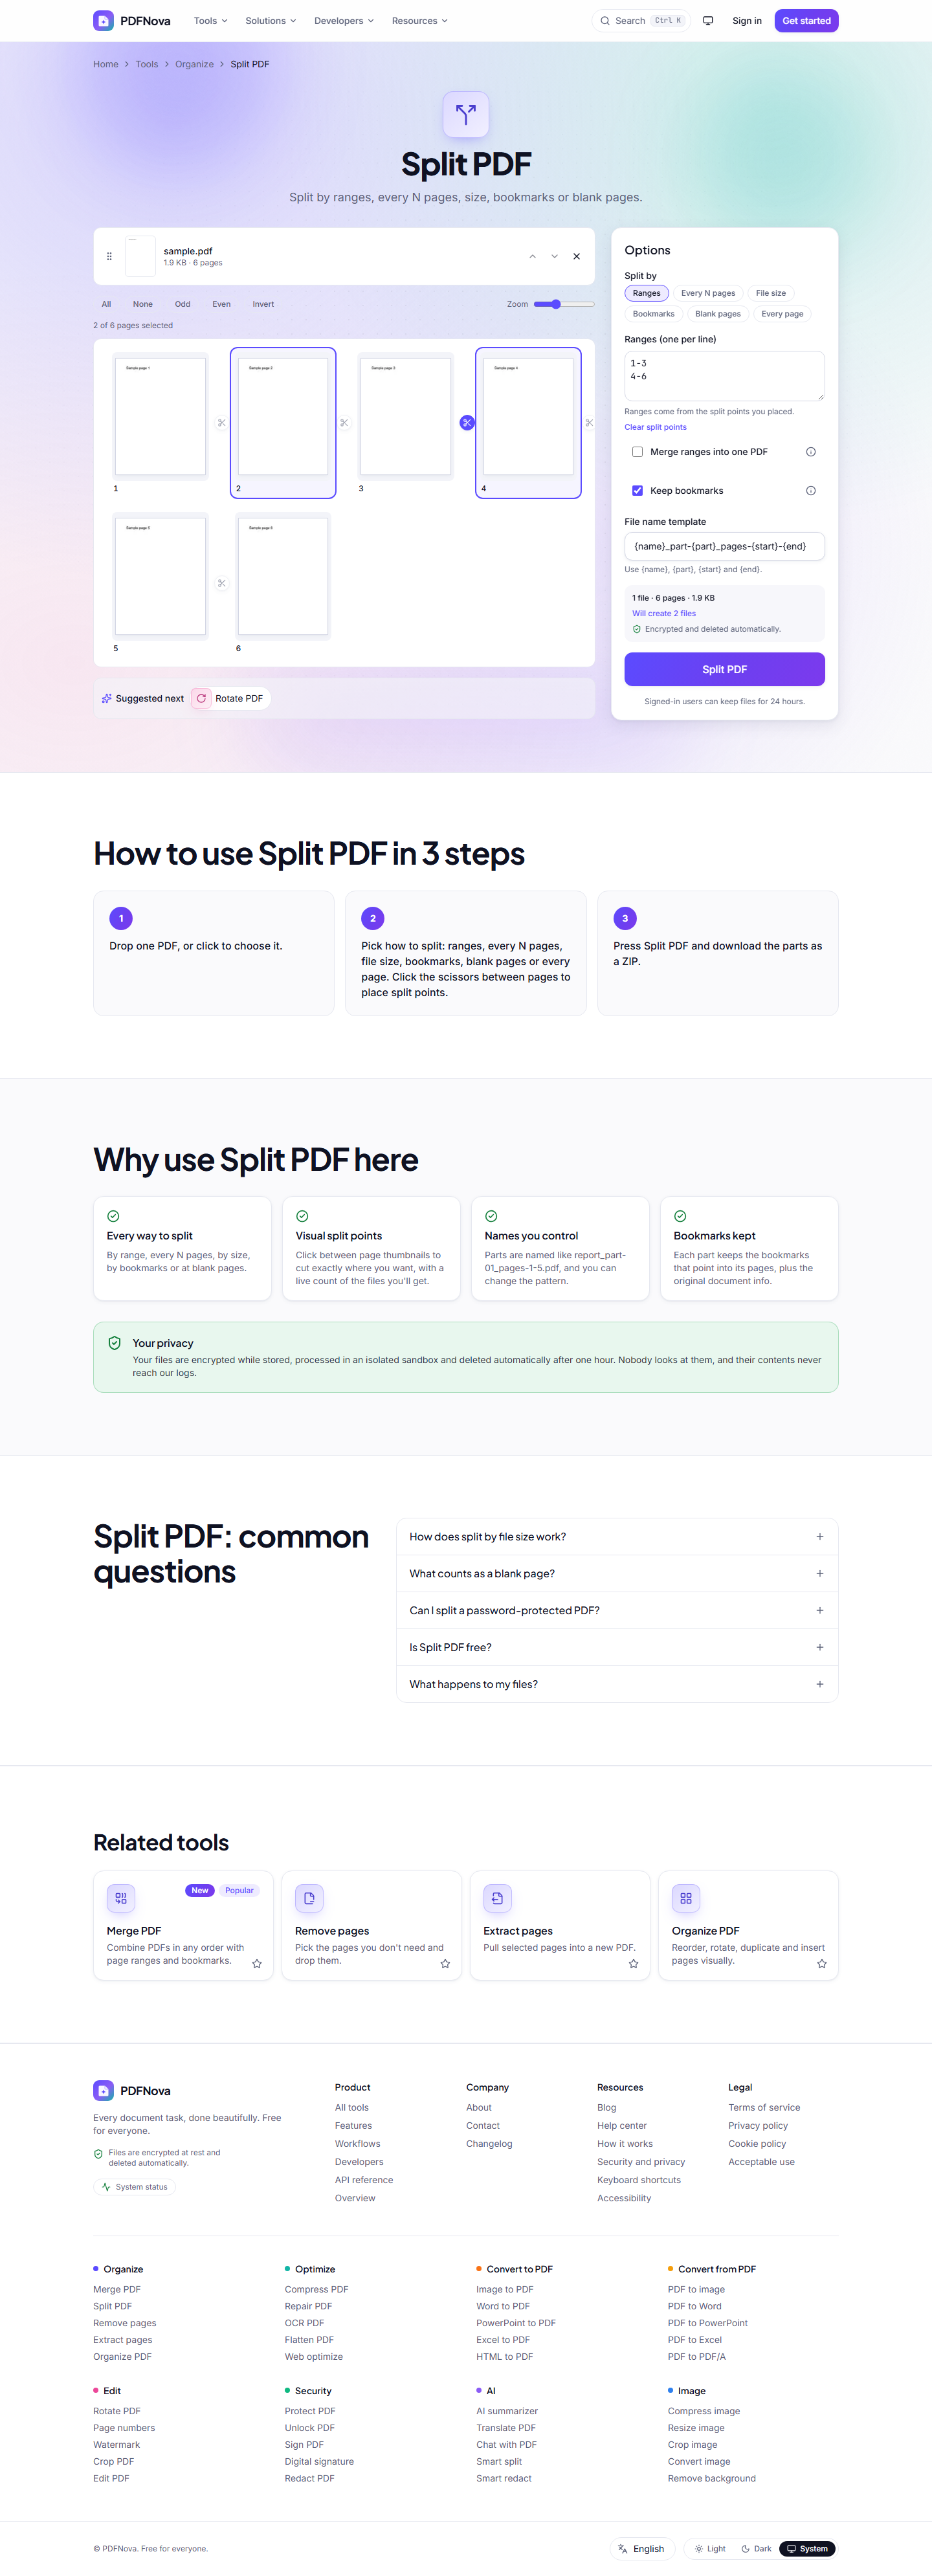 PDFNova
Tools
Solutions
Developers
Resources
Search
Ctrl K
Sign in
Get started
Home > Tools > Organize > Split PDF
Split PDF
Split by ranges, every N pages, size, bookmarks or blank pages.
sample.pdf
1.9 KB · 6 pages
All
None
Odd
Even
Invert
Zoom
2 of 6 pages selected
Sample page 1
Sample page 2
Sample page 3
Sample page 4
1
2
3
4
Sample page 5
Sample page 6
5
6
Suggested next
Rotate PDF
Options
Split by
Ranges
Every N pages
File size
Bookmarks
Blank pages
Every page
Ranges (one per line)
1-3
4-6
Ranges come from the split points you placed.
Clear split points
Merge ranges into one PDF
Keep bookmarks
File name template
{name}_part-{part}_pages-{start}-{end}
Use {name}, {part}, {start} and {end}.
1 file · 6 pages · 1.9 KB
Will create 2 files
Encrypted and deleted automatically.
Split PDF
Signed-in users can keep files for 24 hours.
How to use Split PDF in 3 steps
1
Drop one PDF, or click to choose it.
2
Pick how to split: ranges, every N pages,
file size, bookmarks, blank pages or every
page. Click the scissors between pages to
place split points.
3
Press Split PDF and download the parts as
a ZIP.
Why use Split PDF here
Every way to split
By range, every N pages, by size,
by bookmarks or at blank pages.
Visual split points
Click between page thumbnails to
cut exactly where you want, with a
live count of the files you'll get.
Names you control
Parts are named like report_part-
01_pages-1-5.pdf, and you can
change the pattern.
Bookmarks kept
Each part keeps the bookmarks
that point into its pages, plus the
original document info.
Your privacy
Your files are encrypted while stored, processed in an isolated sandbox and deleted automatically after one hour. Nobody looks at them, and their contents never
reach our logs.
Split PDF: common
questions
How does split by file size work?
What counts as a blank page?
Can I split a password-protected PDF?
Is Split PDF free?
What happens to my files?
Related tools
New
Popular
Merge PDF
Combine PDFs in any order with
page ranges and bookmarks.
Remove pages
Pick the pages you don't need and
drop them.
Extract pages
Pull selected pages into a new PDF.
Organize PDF
Reorder, rotate, duplicate and insert
pages visually.
PDFNova
Every document task, done beautifully. Free
for everyone.
Files are encrypted at rest and
deleted automatically.
System status
Product
All tools
Features
Workflows
Developers
API reference
Overview
Company
About
Contact
Changelog
Resources
Blog
Help center
How it works
Security and privacy
Keyboard shortcuts
Accessibility
Legal
Terms of service
Privacy policy
Cookie policy
Acceptable use
Organize
Merge PDF
Split PDF
Remove pages
Extract pages
Organize PDF
Optimize
Compress PDF
Repair PDF
OCR PDF
Flatten PDF
Web optimize
Convert to PDF
Image to PDF
Word to PDF
PowerPoint to PDF
Excel to PDF
HTML to PDF
Convert from PDF
PDF to image
PDF to Word
PDF to PowerPoint
PDF to Excel
PDF to PDF/A
Edit
Rotate PDF
Page numbers
Watermark
Crop PDF
Edit PDF
Security
Protect PDF
Unlock PDF
Sign PDF
Digital signature
Redact PDF
AI
AI summarizer
Translate PDF
Chat with PDF
Smart split
Smart redact
Image
Compress image
Resize image
Crop image
Convert image
Remove background
© PDFNova. Free for everyone.
English
Light
Dark
System